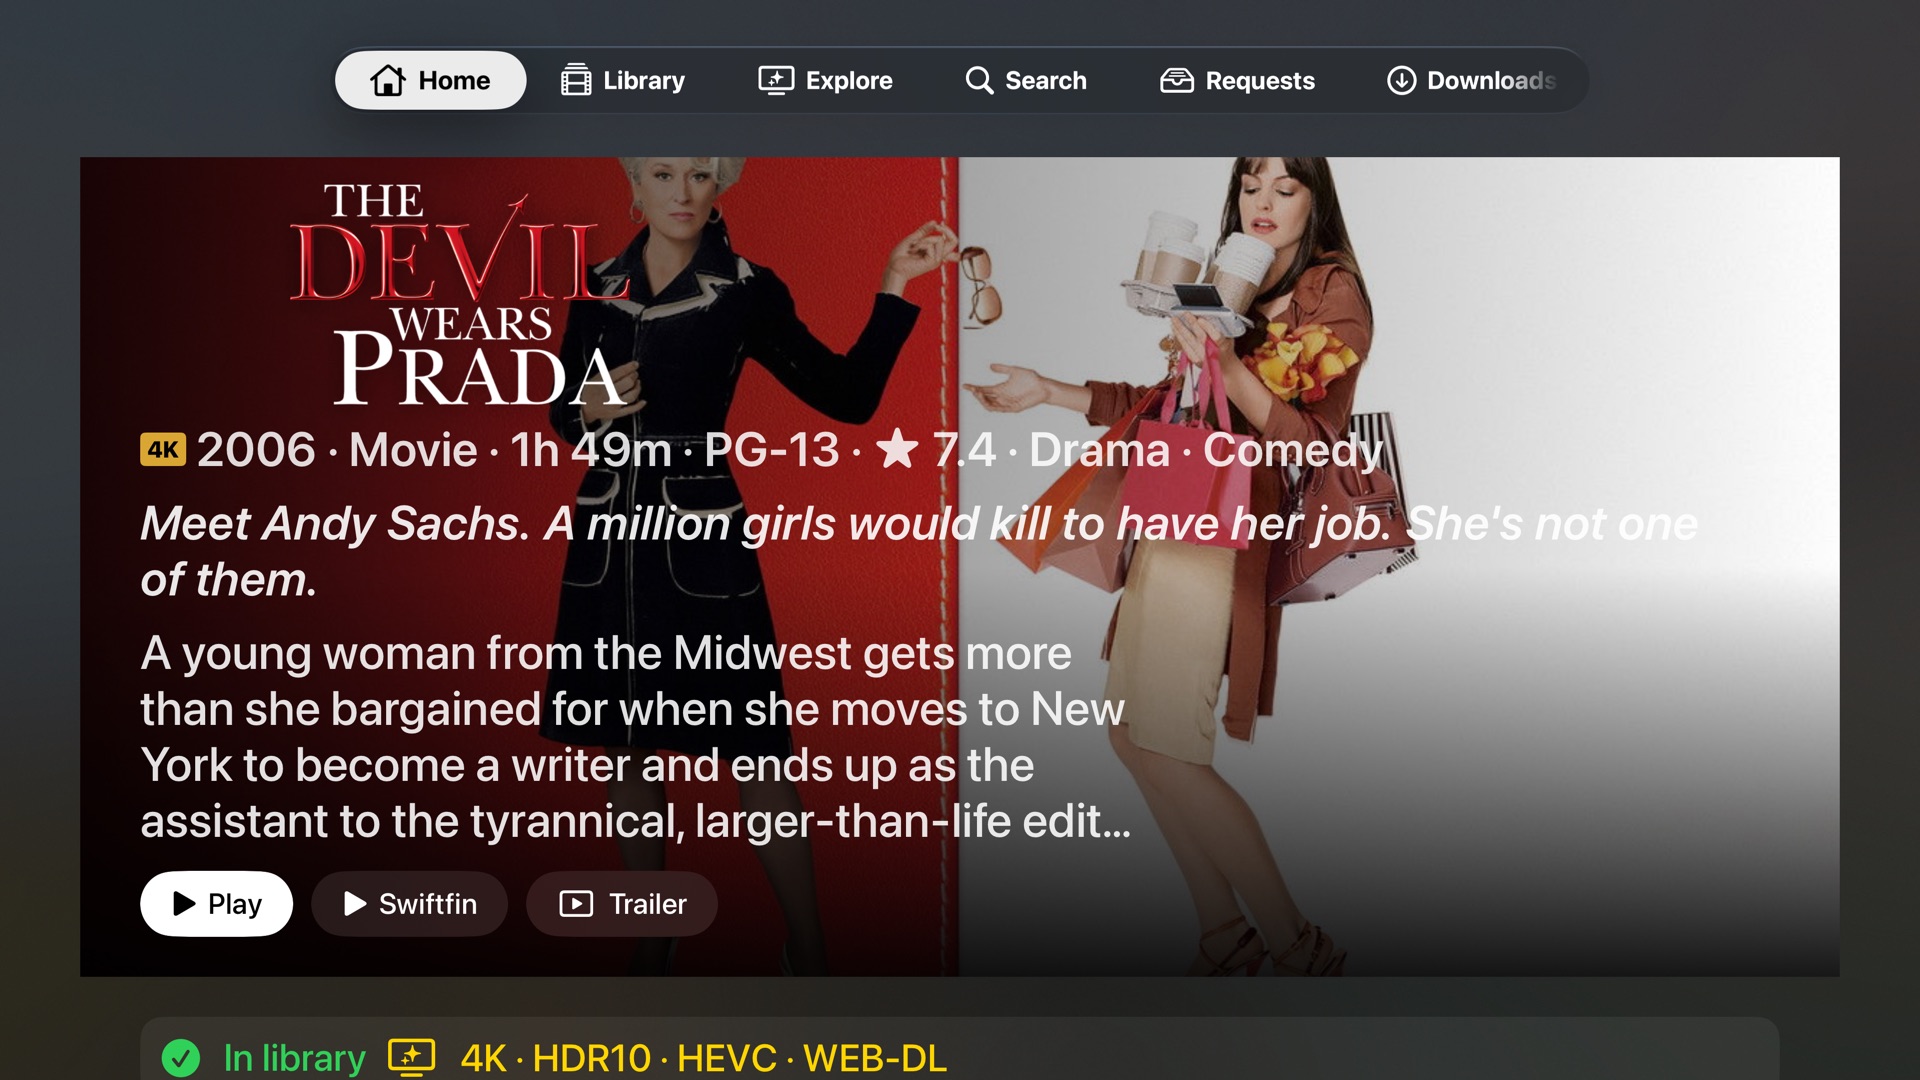 Home
Library
Explore
Search
Requests
Downloads
THE
DEVIL
WEARS
PRADA
4K 2006 · Movie · 1h 49m · PG-13 · ★ 7.4 · Drama · Comedy
Meet Andy Sachs. A million girls would kill to have her job. She's not one
of them.
A young woman from the Midwest gets more
than she bargained for when she moves to New
York to become a writer and ends up as the
assistant to the tyrannical, larger-than-life edit...
Play
Swiftfin
Trailer
In library
4K · HDR10 · HEVC · WEB-DL